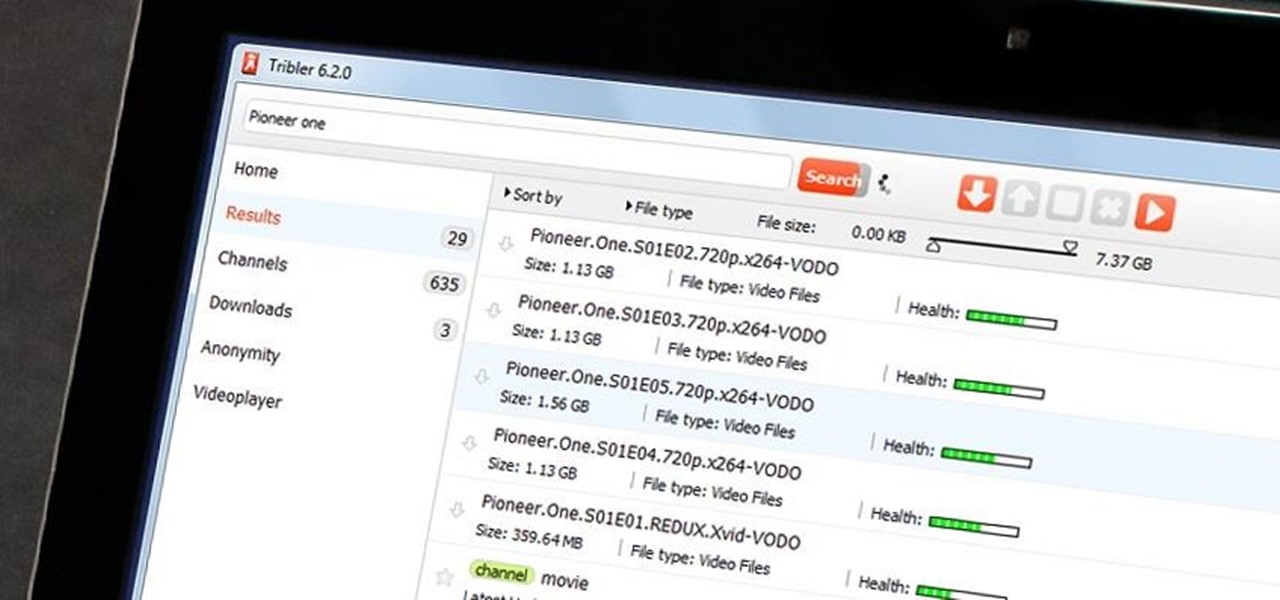 Tribler 6.2.0
Pioneer one
Search
Home
Results
29
Channels
635
Downloads
3
Anonymity
Videoplayer
Sort by
File type
File size:
0.00 KB
7.37 GB
Pioneer.One.S01E02.720p.x264-VODO
Size: 1.13 GB
File type: Video Files
Health:
Pioneer.One.S01E03.720p.x264-VODO
Size: 1.13 GB
File type: Video Files
Health:
Pioneer.One.S01E05.720p.x264-VODO
Size: 1.56 GB
File type: Video Files
Health:
Pioneer.One.S01E04.720p.x264-VODO
Size: 1.13 GB
File type: Video Files
Health:
Pioneer.One.S01E01.REDUX.Xvid-VODO
Size: 359.64 MB
File type: Video Files
Health:
channel movie